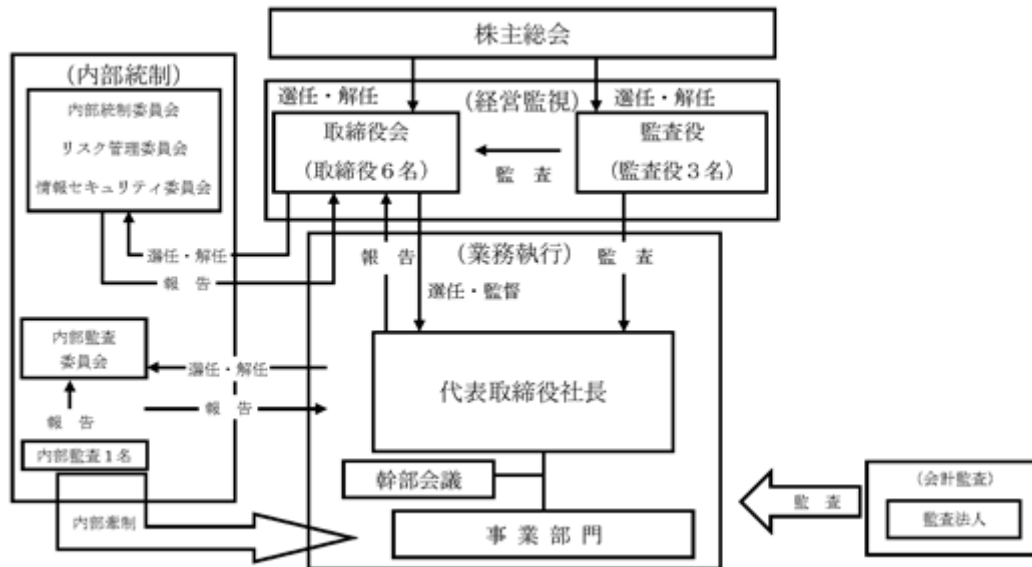 株主総会
(内部統制)
内部統制委員会
リスク管理委員会
情報セキュリティ委員会
選任・解任
(経営監視)
選任・解任
取締役会
(取締役6名)
監査
監査役
(監査役3名)
選任・解任
報告
報告
(業務執行)
監査
選任・監督
内部監査
委員会
選任・解任
報告
報告
内部監査1名
内部牽制
代表取締役社長
幹部会議
事業部門
監査
(会計監査)
監査法人